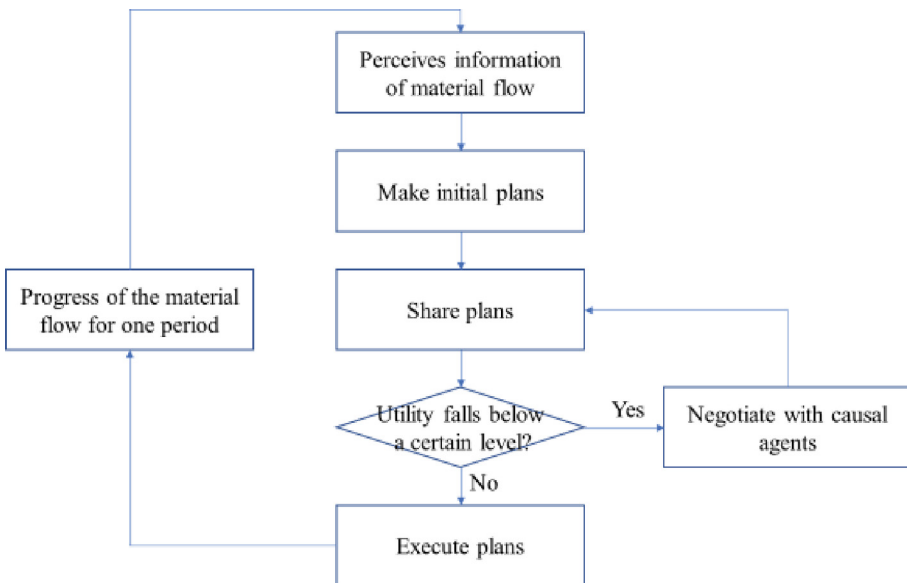 Perceives information
of material flow
Make initial plans
Progress of the material
flow for one period
Share plans
Utility falls below
a certain level?
Yes
Negotiate with causal
agents
No
Execute plans